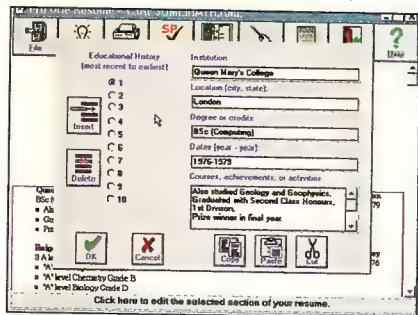 File
SP
Help
Educational History
(most recent to earliest)
1
2
3
4
5
6
7
8
9
10
Insert
Delete
OK
Cancel
Institution
Queen Mary's College
Location (city, state):
London
Degree or credits:
BSc (Computing)
Dates (year - year):
1976-1979
Courses, achievements, or activities
Also studied Geology and Geophysics,
Graduated with Second Class Honours,
1st Division,
Prize winner in final year.
Copy
Paste
Cut
'A' level Chemistry Grade B
'A' level Biology Grade D
Click here to edit the selected section of your resume.